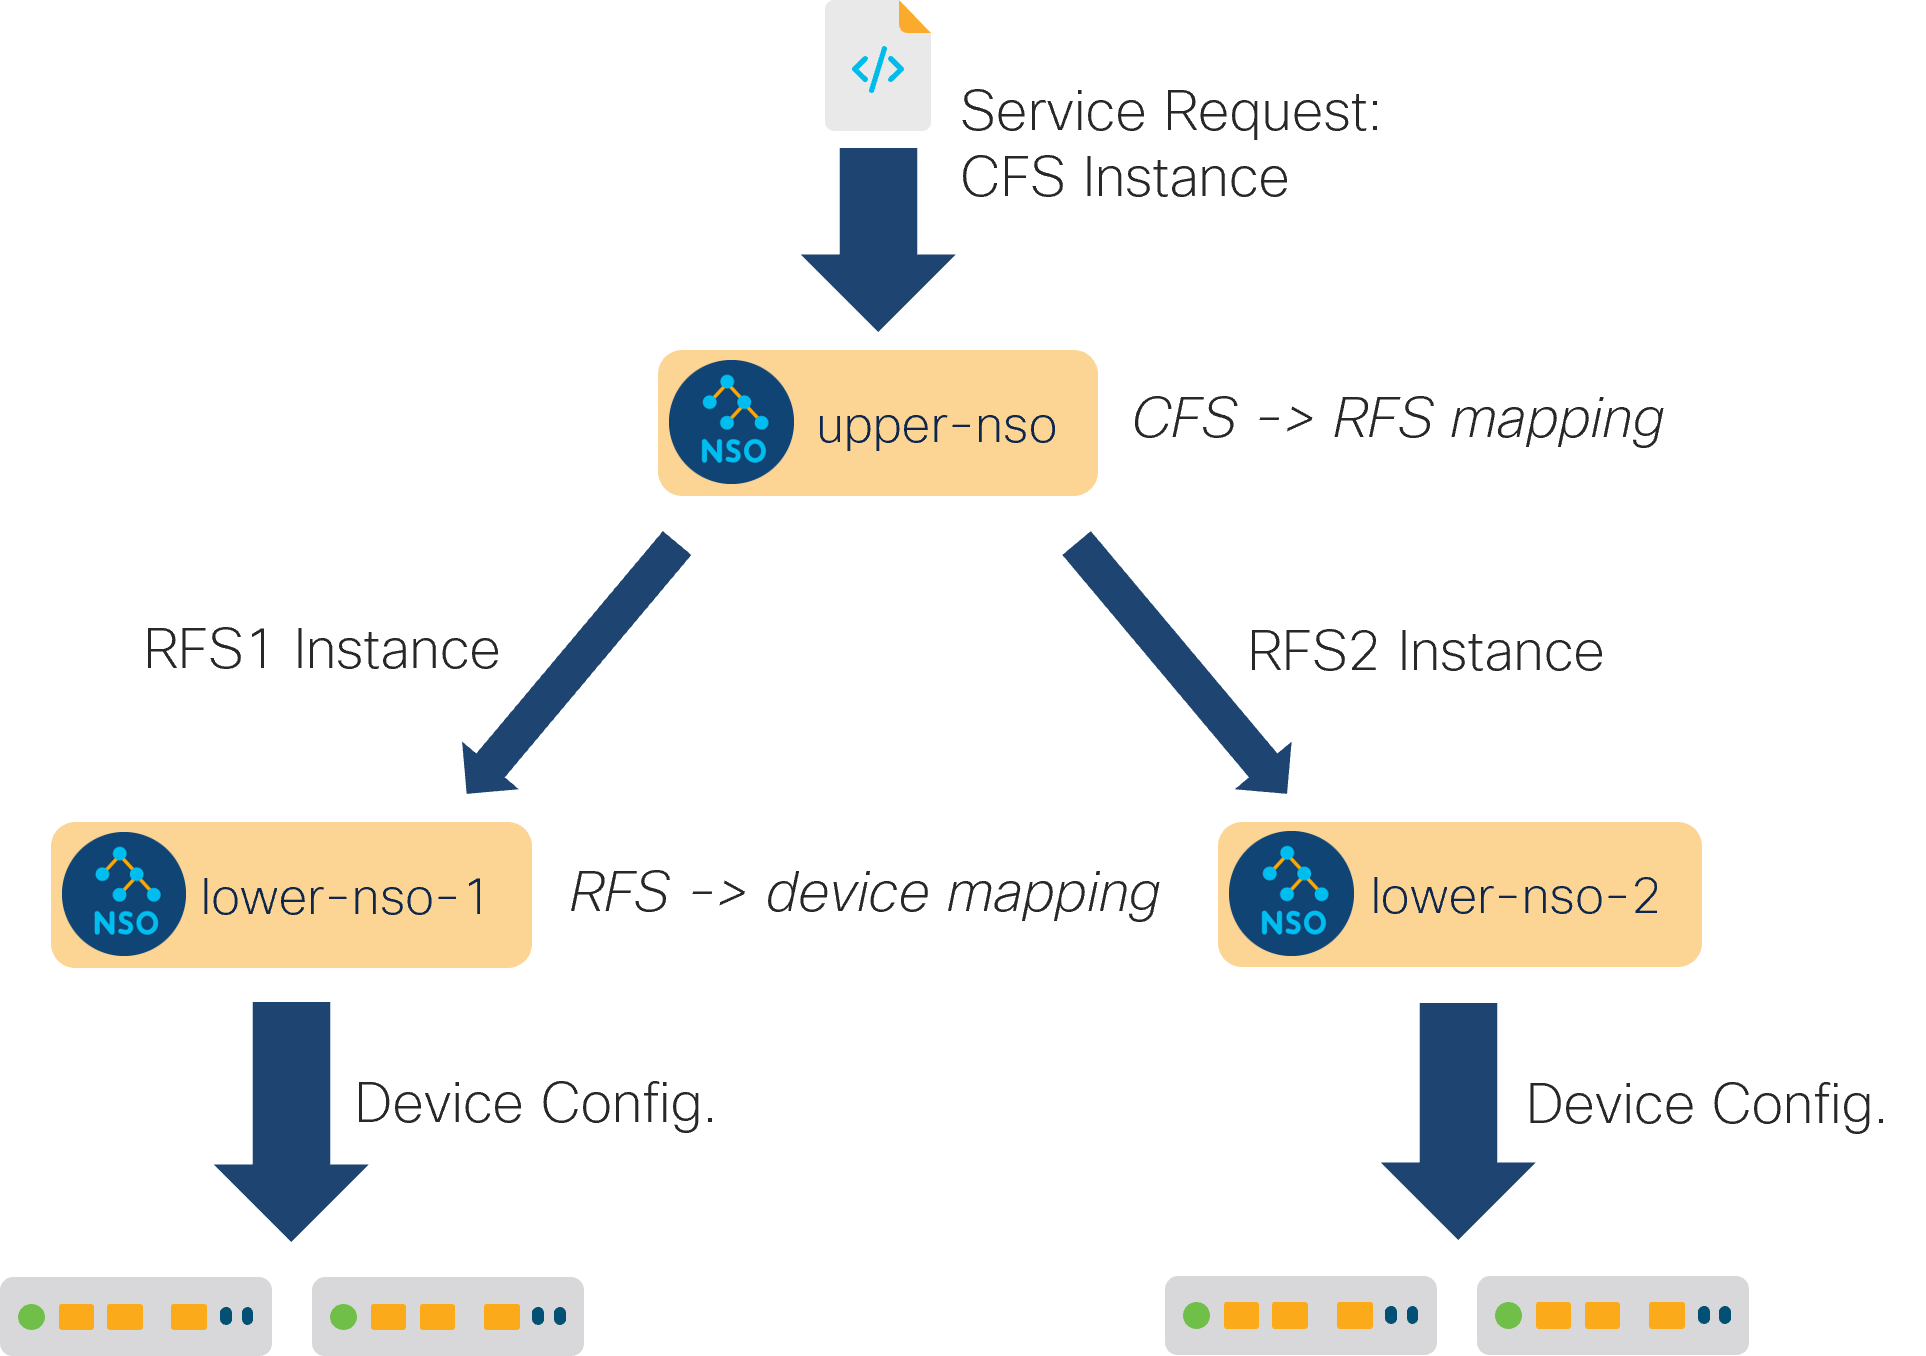 </>
Service Request:
CFS Instance
NSO
upper-nso
CFS -> RFS mapping
RFS1 Instance
RFS2 Instance
NSO
lower-nso-1
RFS -> device mapping
NSO
lower-nso-2
Device Config.
Device Config.